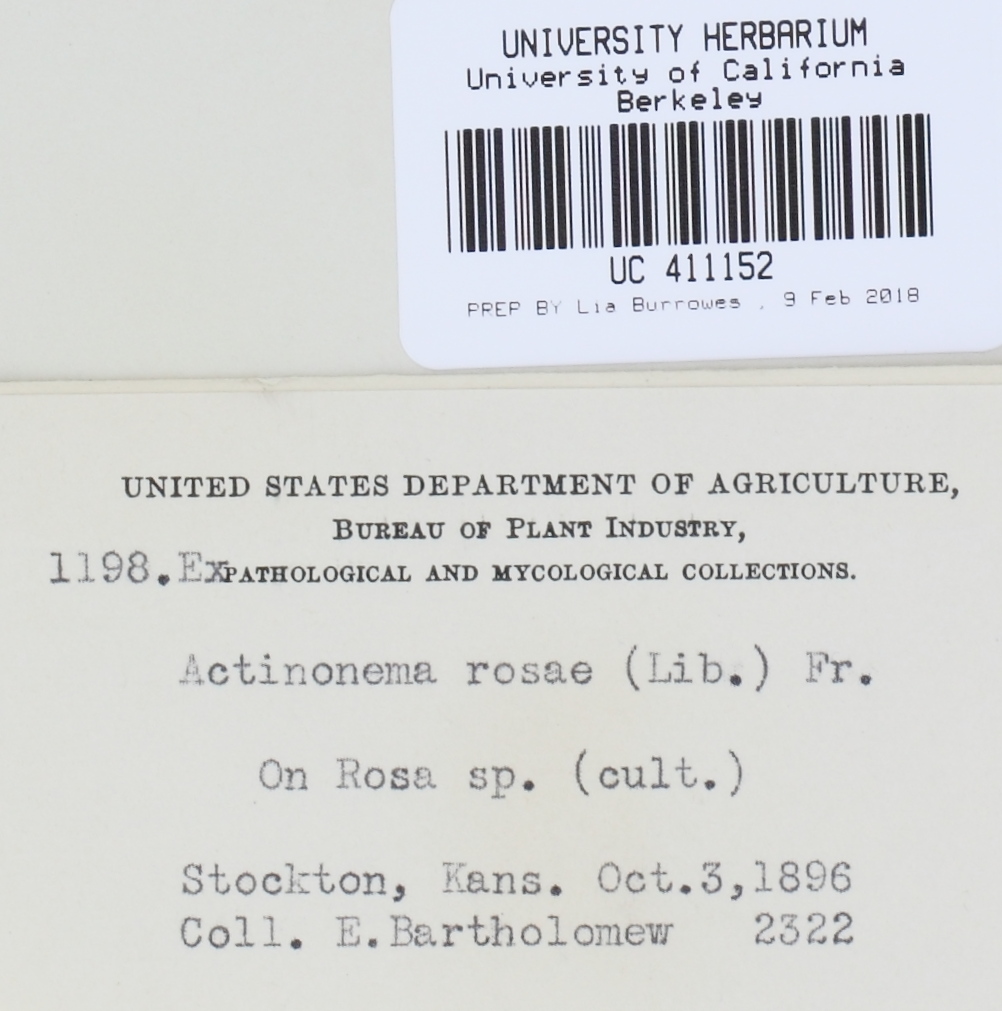 UNIVERSITY HERBARIUM
University of California
Berkeley
UC 411152
PREP BY Lia Burrowes , 9 Feb 2018
UNITED STATES DEPARTMENT OF AGRICULTURE,
BUREAU OF PLANT INDUSTRY,
1198. Ex PATHOLOGICAL AND MYCOLOGICAL COLLECTIONS.
Actinonema rosae (Lib.) Fr.
On Rosa sp. (cult.)
Stockton, Kans. Oct.3,1896
Coll. E.Bartholomew 2322